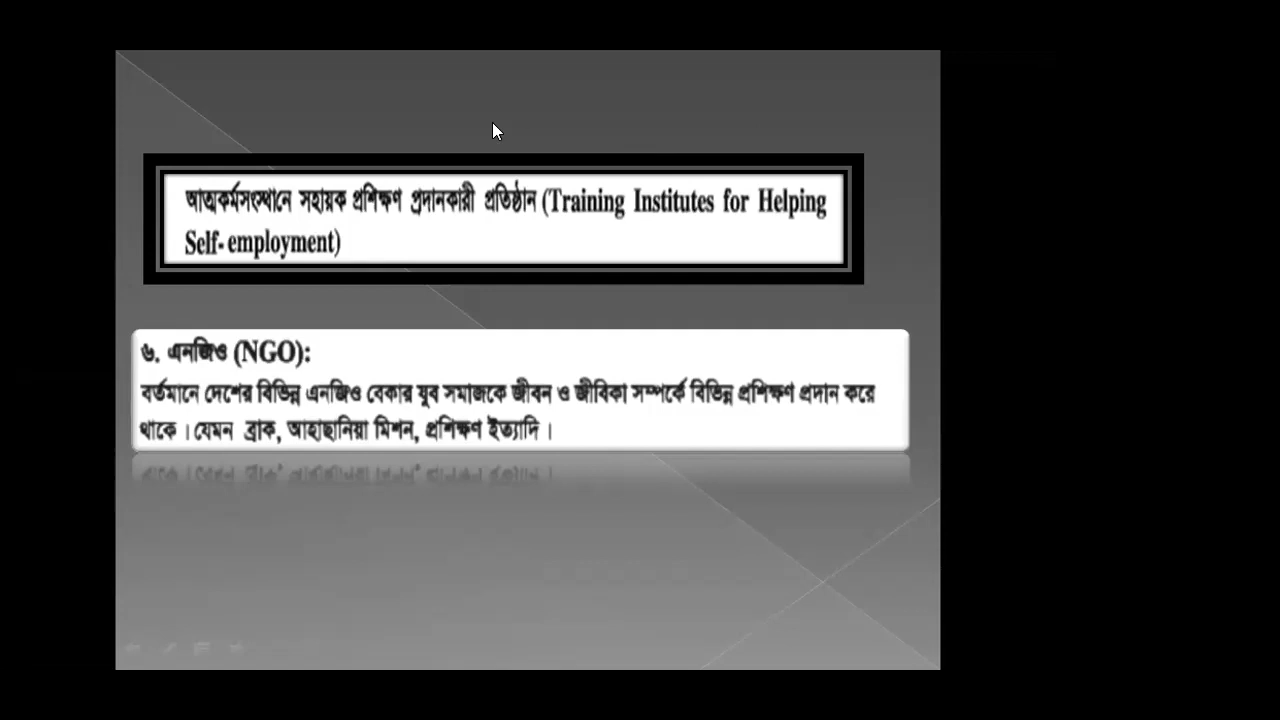 আত্মকর্মসংস্থানে সহায়ক প্রশিক্ষণ প্রদানকারী প্রতিষ্ঠান (Training Institutes for Helping
Self-employment)
৬. এনজিও (NGO):
বর্তমানে দেশের বিভিন্ন এনজিও বেকার যুব সমাজকে জীবন ও জীবিকা সম্পর্কে বিভিন্ন প্রশিক্ষণ প্রদান করে
থাকে । যেমন ব্রাক, আহাছানিয়া মিশন, প্রশিক্ষণ ইত্যাদি ।